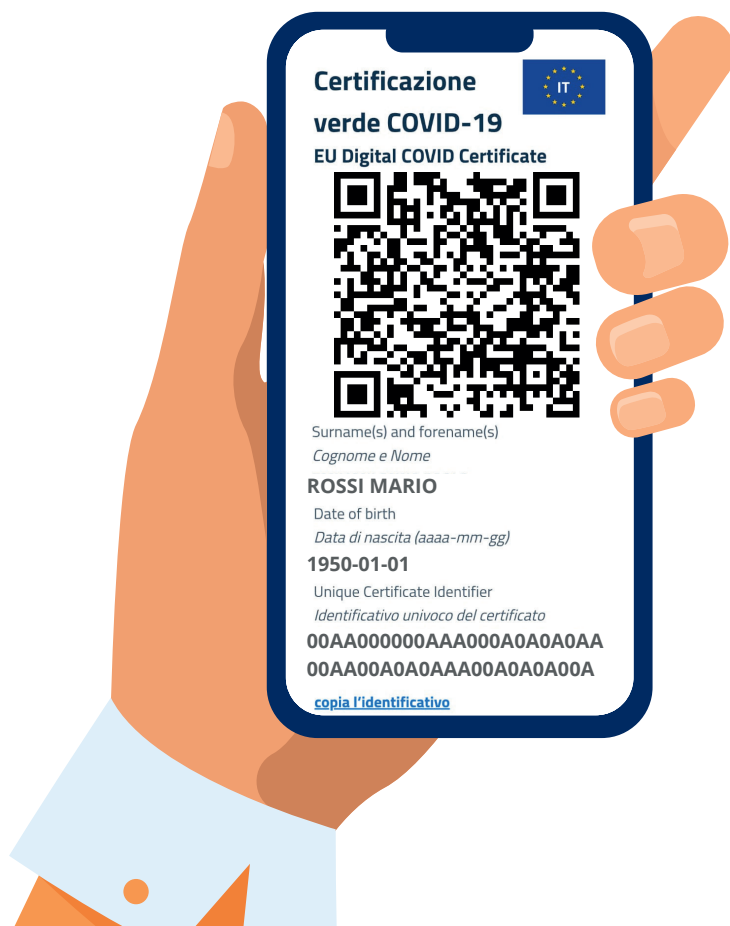 Certificazione
IT
verde COVID-19
EU Digital COVID Certificate
Surname(s) and forename(s)
Cognome e Nome
ROSSI MARIO
Date of birth
Data di nascita (aaaa-mm-gg)
1950-01-01
Unique Certificate Identifier
Identificativo univoco del certificato
00AA000000AAA000A0A0A0AA
00AA00A0A0AAA00A0A0A00A
copia l'identificativo